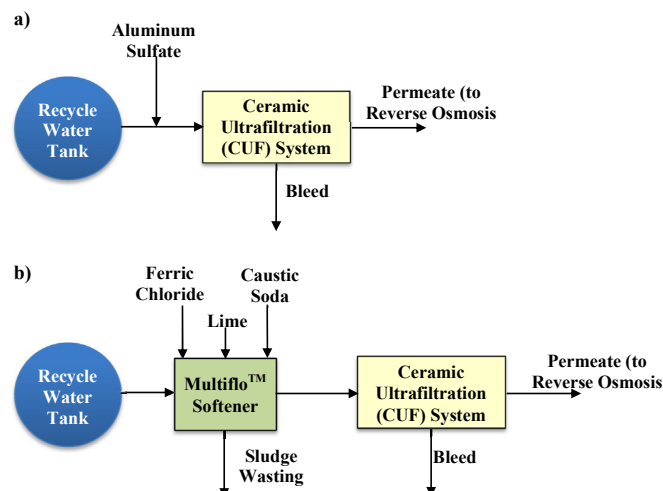 a)
Aluminum
Sulfate
Recycle
Water
Tank
Ceramic
Ultrafiltration
(CUF) System
Permeate (to
Reverse Osmosis
Bleed
b)
Ferric
Chloride
Lime
Caustic
Soda
Recycle
Water
Tank
Multiflo™
Softener
Ceramic
Ultrafiltration
(CUF) System
Permeate (to
Reverse Osmosis
Sludge
Wasting
Bleed